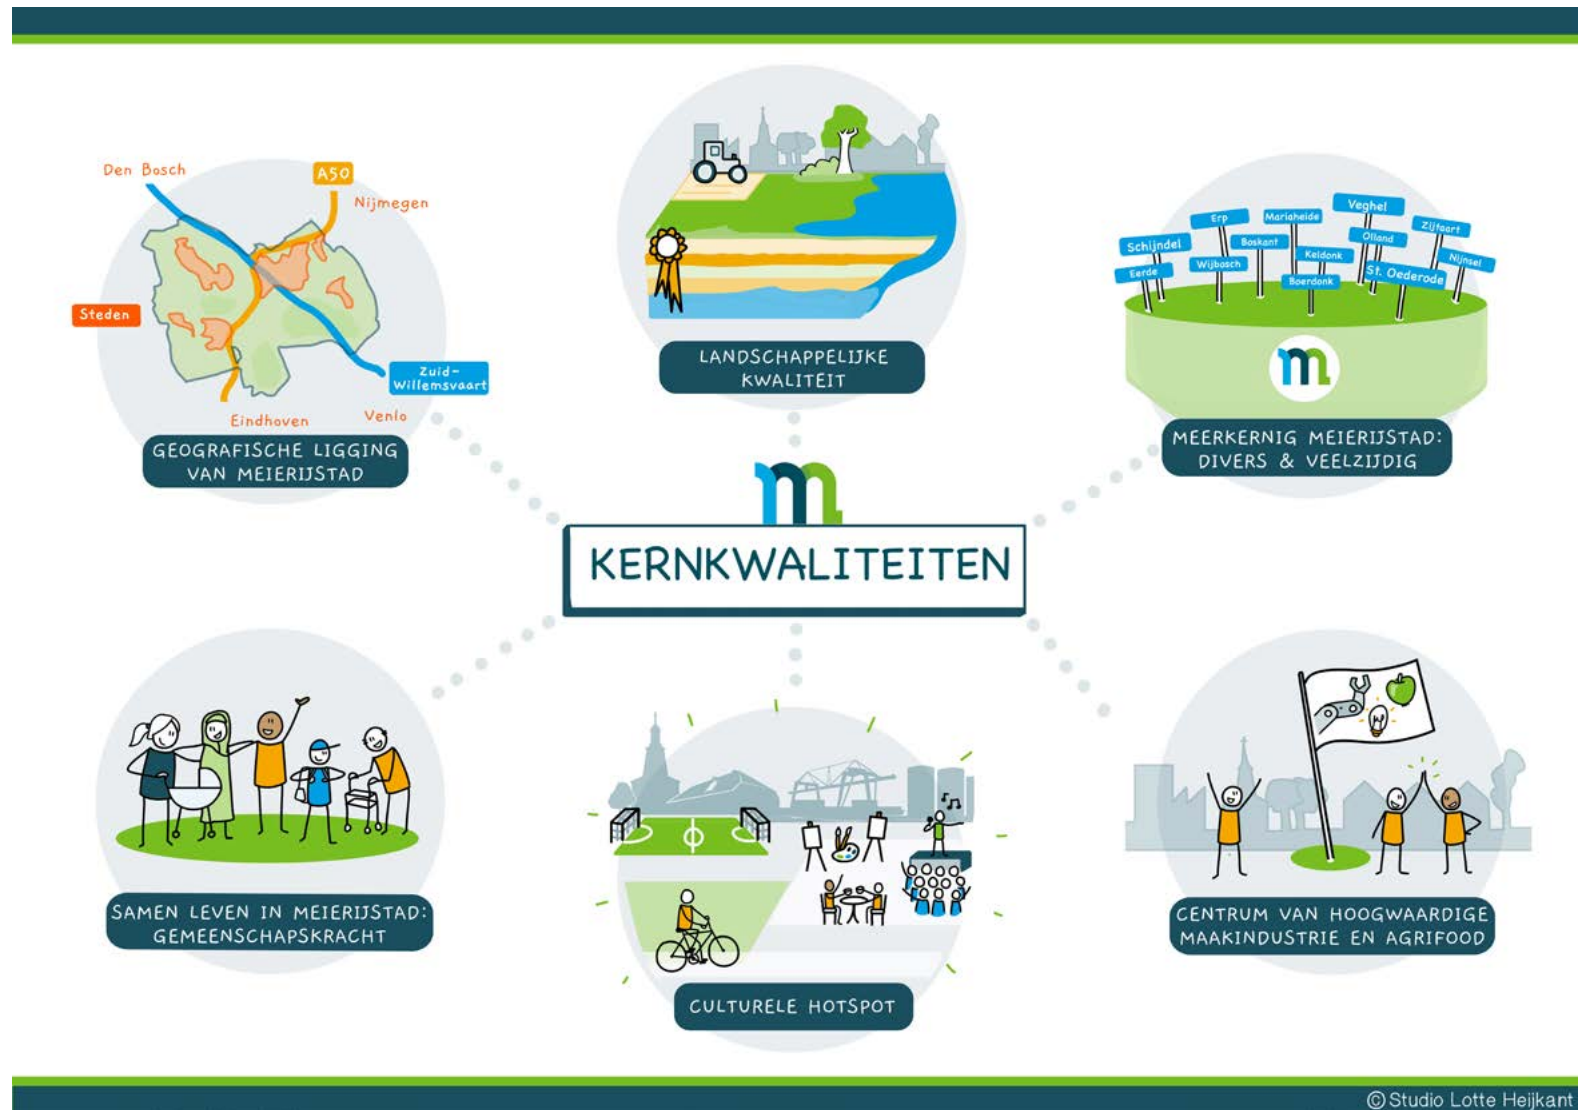 Den Bosch
A50
Nijmegen
Steden
Zuid-
Willemsvaart
Eindhoven
Venlo
GEOGRAFISCHE LIGGING
VAN MEIERIJSTAD
LANDSCHAPPELIJKE
KWALITEIT
Veghel
Erp
Mariaheide
Zijtaart
Schijndel
Boskant
Olland
Eerde
Wijbosch
Keldonk
Nijnsel
Boerdonk
St. Oederode
MEERKERNIG MEIERIJSTAD:
DIVERS & VEELZIJDIG
m
KERNKWALITEITEN
SAMEN LEVEN IN MEIERIJSTAD:
GEMEENSCHAPSKRACHT
CULTURELE HOTSPOT
CENTRUM VAN HOOGWAARDIGE
MAAKINDUSTRIE EN AGRIFOOD
©Studio Lotte Heijkant